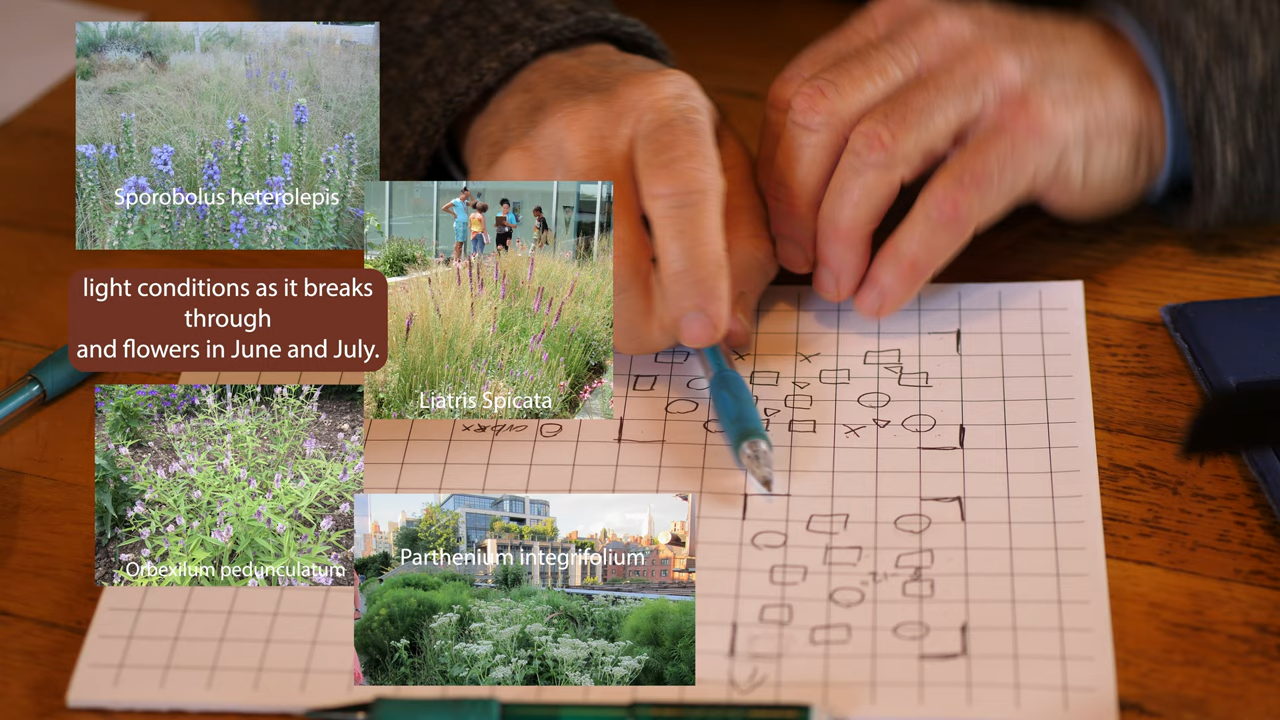 Sporobolus heterolepis
light conditions as it breaks
through
and flowers in June and July.
Liatris Spicata
Orbexilum pedunculatum
Parthenium integrifolium